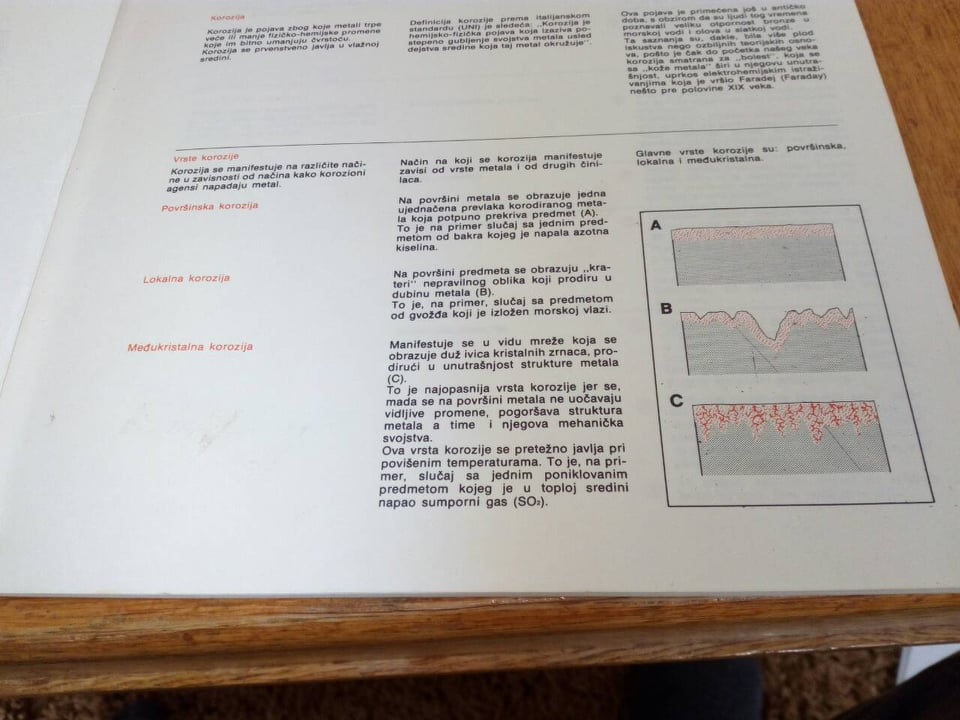 Korozija
Korozija je pojava zbog koje metali trpe
veće ili manje fizičko-hemijske promene
koje im bitno umanjuju čvrstoću.
Korozija se prvenstveno javlja u vlažnoj
sredini.
Definicija korozije prema italijanskom
standardu (UNI) je sledeća: „Korozija je
hemijsko-fizička pojava koja izaziva po-
stepeno gubljenje svojstva metala usled
dejstva sredine koja taj metal okružuje“.
Ova pojava je primećena još u antičko
doba, s obzirom da su ljudi tog vremena
poznavali veliku otpornost bronze u
morskoj vodi i olova u slatkoj vodi.
Ta saznanja su, dakle, bila više plod
iskustva nego ozbiljnih teorijskih osno-
va, pošto je čak do početka našeg veka
korozija smatrana za „bolest“, koja se
sa „kože metala“ širi u njegovu unutra-
šnjost, uprkos elektrohemijskim istraži-
vanjima koja je vršio Faradej (Faraday)
nešto pre polovine XIX veka.
Vrste korozije
Korozija se manifestuje na različite nači-
ne u zavisnosti od načina kako korozioni
agensi napadaju metal.
Način na koji se korozija manifestuje
zavisi od vrste metala i od drugih čini-
laca.
Glavne vrste korozije su: površinska,
lokalna i međukristalna.
Površinska korozija
Na površini metala se obrazuje jedna
ujednačena prevlaka korodiranog meta-
la koja potpuno prekriva predmet (A).
To je na primer slučaj sa jednim pred-
metom od bakra kojeg je napala azotna
kiselina.
Lokalna korozija
Na površini predmeta se obrazuju „kra-
teri“ nepravilnog oblika koji prodiru u
dubinu metala (B).
To je, na primer, slučaj sa predmetom
od gvožđa koji je izložen morskoj vlazi.
Međukristalna korozija
Manifestuje se u vidu mreže koja se
obrazuje duž ivica kristalnih zrnaca, pro-
dirući u unutrašnjost strukture metala
(C).
To je najopasnija vrsta korozije jer se,
mada se na površini metala ne uočavaju
vidljive promene, pogoršava struktura
metala a time i njegova mehanička
svojstva.
Ova vrsta korozije se pretežno javlja pri
povišenim temperaturama. To je, na pri-
mer, slučaj sa jednim poniklovanim
predmetom kojeg je u toploj sredini
napao sumporni gas (SO₂).
A
B
C